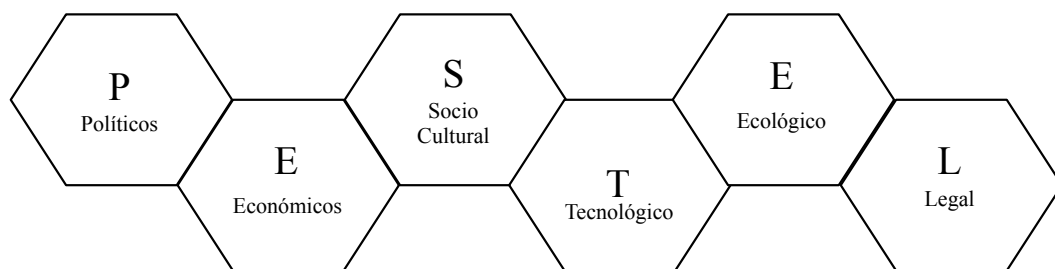 P
Políticos
E
Económicos
S
Socio
Cultural
T
Tecnológico
E
Ecológico
L
Legal